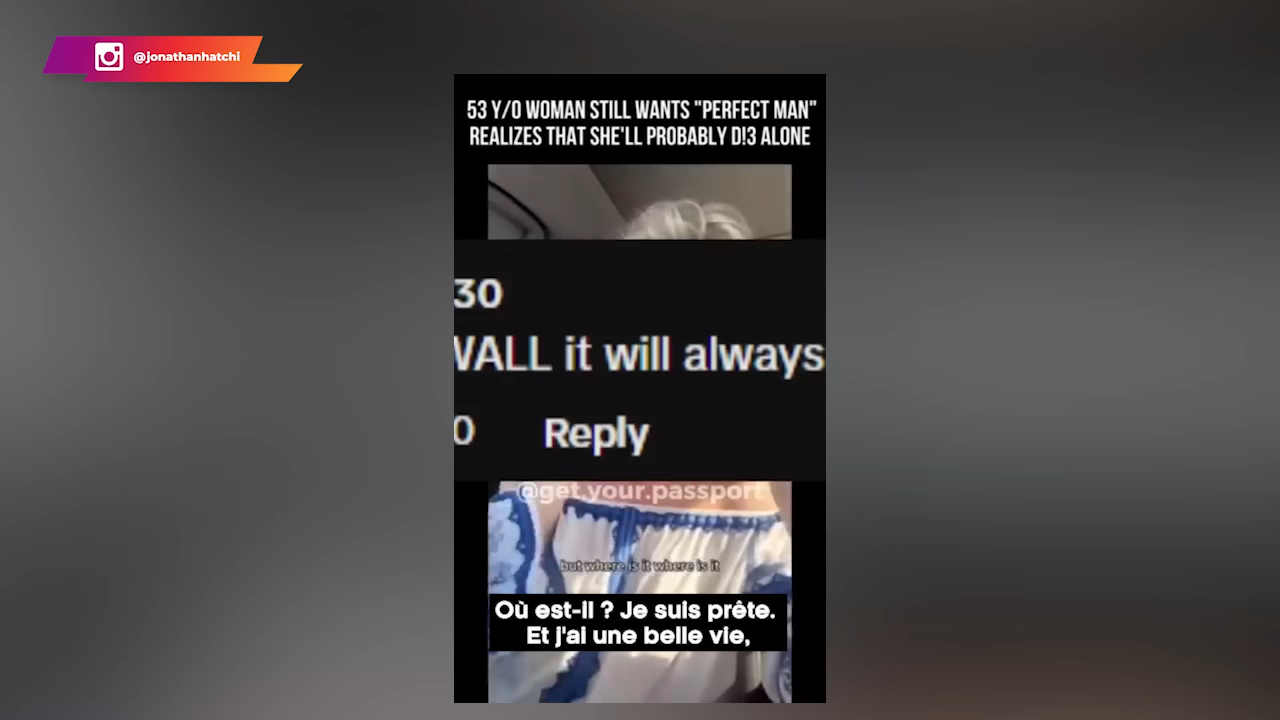 @jonathanhatchi
53 Y/O WOMAN STILL WANTS "PERFECT MAN"
REALIZES THAT SHE'LL PROBABLY D!3 ALONE
30
WALL it will always
0 Reply
@get.your.passport
but where is it where is it
Où est-il ? Je suis prête.
Et j'ai une belle vie,